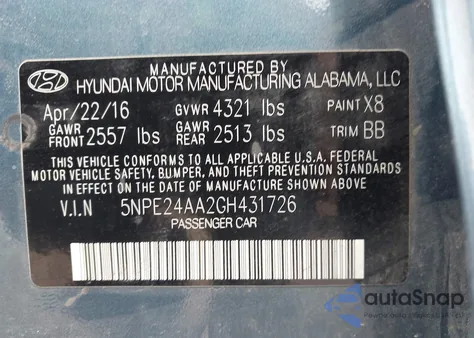 MANUFACTURED BY
HYUNDAI MOTOR MANUFACTURING ALABAMA, LLC
Apr/22/16 GVWR 4321 lbs PAINT X8
GAWR FRONT 2557 lbs GAWR REAR 2513 lbs TRIM BB
THIS VEHICLE CONFORMS TO ALL APPLICABLE U.S.A. FEDERAL
MOTOR VEHICLE SAFETY, BUMPER, AND THEFT PREVENTION STANDARDS
IN EFFECT ON THE DATE OF MANUFACTURE SHOWN ABOVE.
V.I.N 5NPE24AA2GH431726
PASSENGER CAR
autoSnap